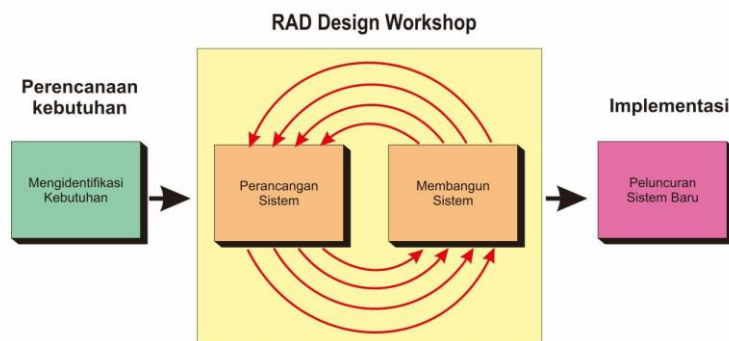 RAD Design Workshop
Perencanaan
kebutuhan
Implementasi
Mengidentifikasi
Kebutuhan
Perancangan
Sistem
Membangun
Sistem
Peluncuran
Sistem Baru